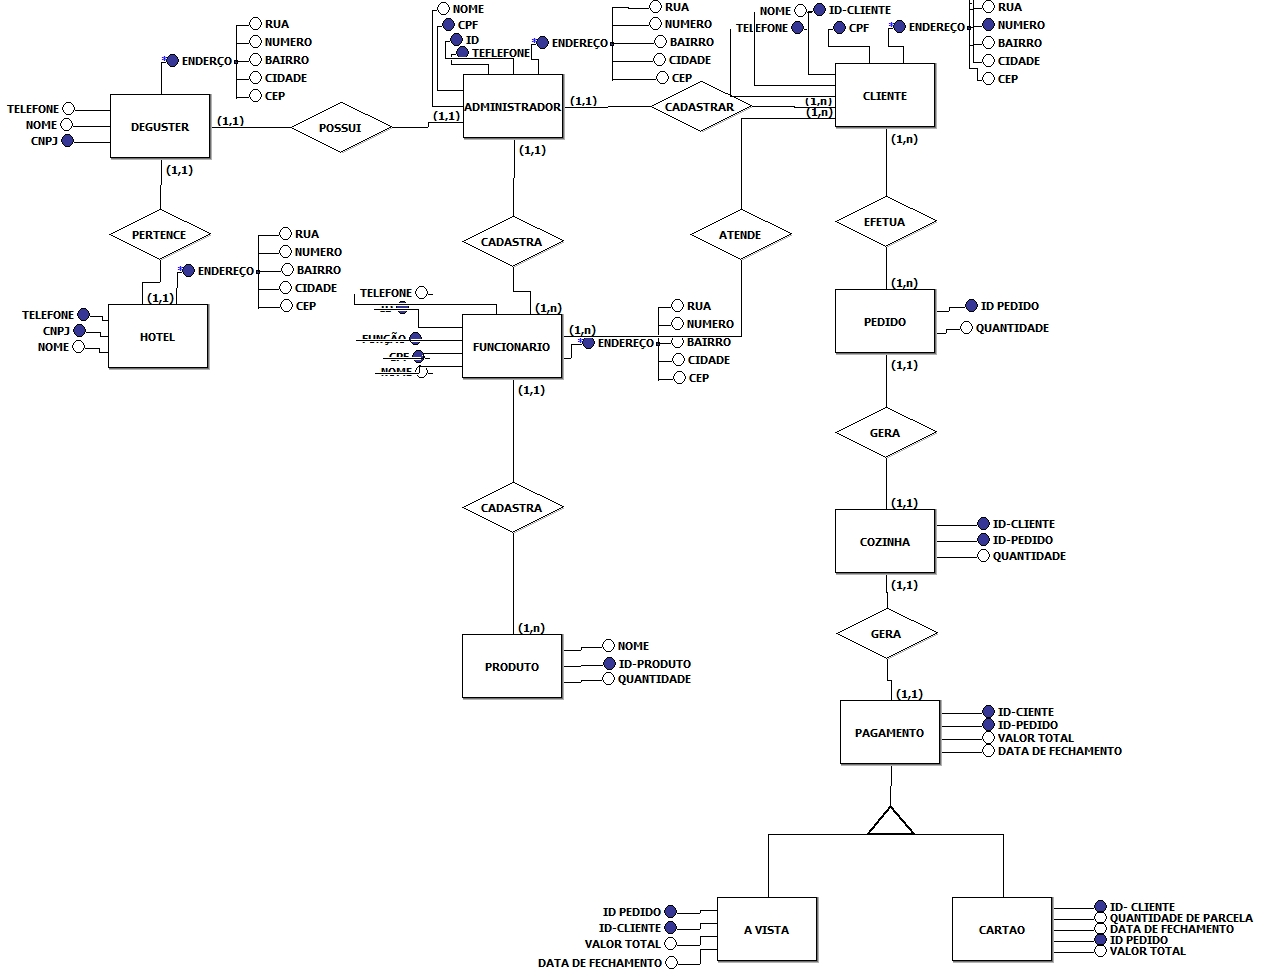 RUA
NUMERO
BAIRRO
CIDADE
CEP
*
ENDERÇO
TELEFONE
NOME
CNPJ
DEGUSTER
(1,1)
POSSUI
(1,1)
NOME
CPF
ID
TEFLEFONE
*
ENDEREÇO
RUA
NUMERO
BAIRRO
CIDADE
CEP
ADMINISTRADOR
(1,1)
CADASTRAR
(1,n)
(1,n)
NOME
ID-CLIENTE
TELEFONE
CPF
*
ENDEREÇO
RUA
NUMERO
BAIRRO
CIDADE
CEP
CLIENTE
(1,1)
PERTENCE
(1,1)
*
ENDEREÇO
RUA
NUMERO
BAIRRO
CIDADE
CEP
TELEFONE
CNPJ
NOME
HOTEL
(1,1)
CADASTRA
(1,n)
ATENDE
(1,n)
EFETUA
(1,n)
TELEFONE
FUNÇÃO
CPF
NOME
FUNCIONARIO
(1,n)
*
ENDEREÇO
RUA
NUMERO
BAIRRO
CIDADE
CEP
PEDIDO
ID PEDIDO
QUANTIDADE
(1,1)
(1,1)
GERA
CADASTRA
(1,1)
COZINHA
ID-CLIENTE
ID-PEDIDO
QUANTIDADE
(1,1)
GERA
(1,n)
PRODUTO
NOME
ID-PRODUTO
QUANTIDADE
(1,1)
PAGAMENTO
ID-CIENTE
ID-PEDIDO
VALOR TOTAL
DATA DE FECHAMENTO
ID PEDIDO
ID-CLIENTE
VALOR TOTAL
DATA DE FECHAMENTO
A VISTA
CARTAO
ID- CLIENTE
QUANTIDADE DE PARCELA
DATA DE FECHAMENTO
ID PEDIDO
VALOR TOTAL